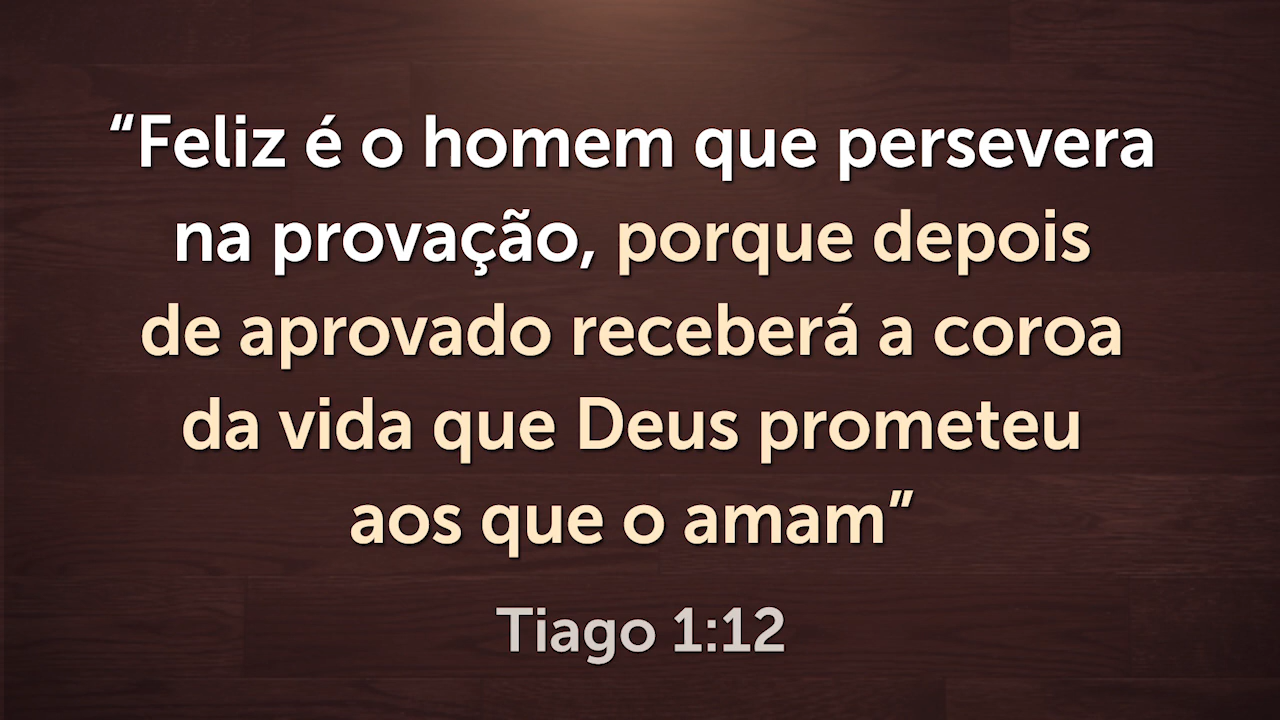 “Feliz é o homem que persevera
na provação, porque depois
de aprovado receberá a coroa
da vida que Deus prometeu
aos que o amam”
Tiago 1:12